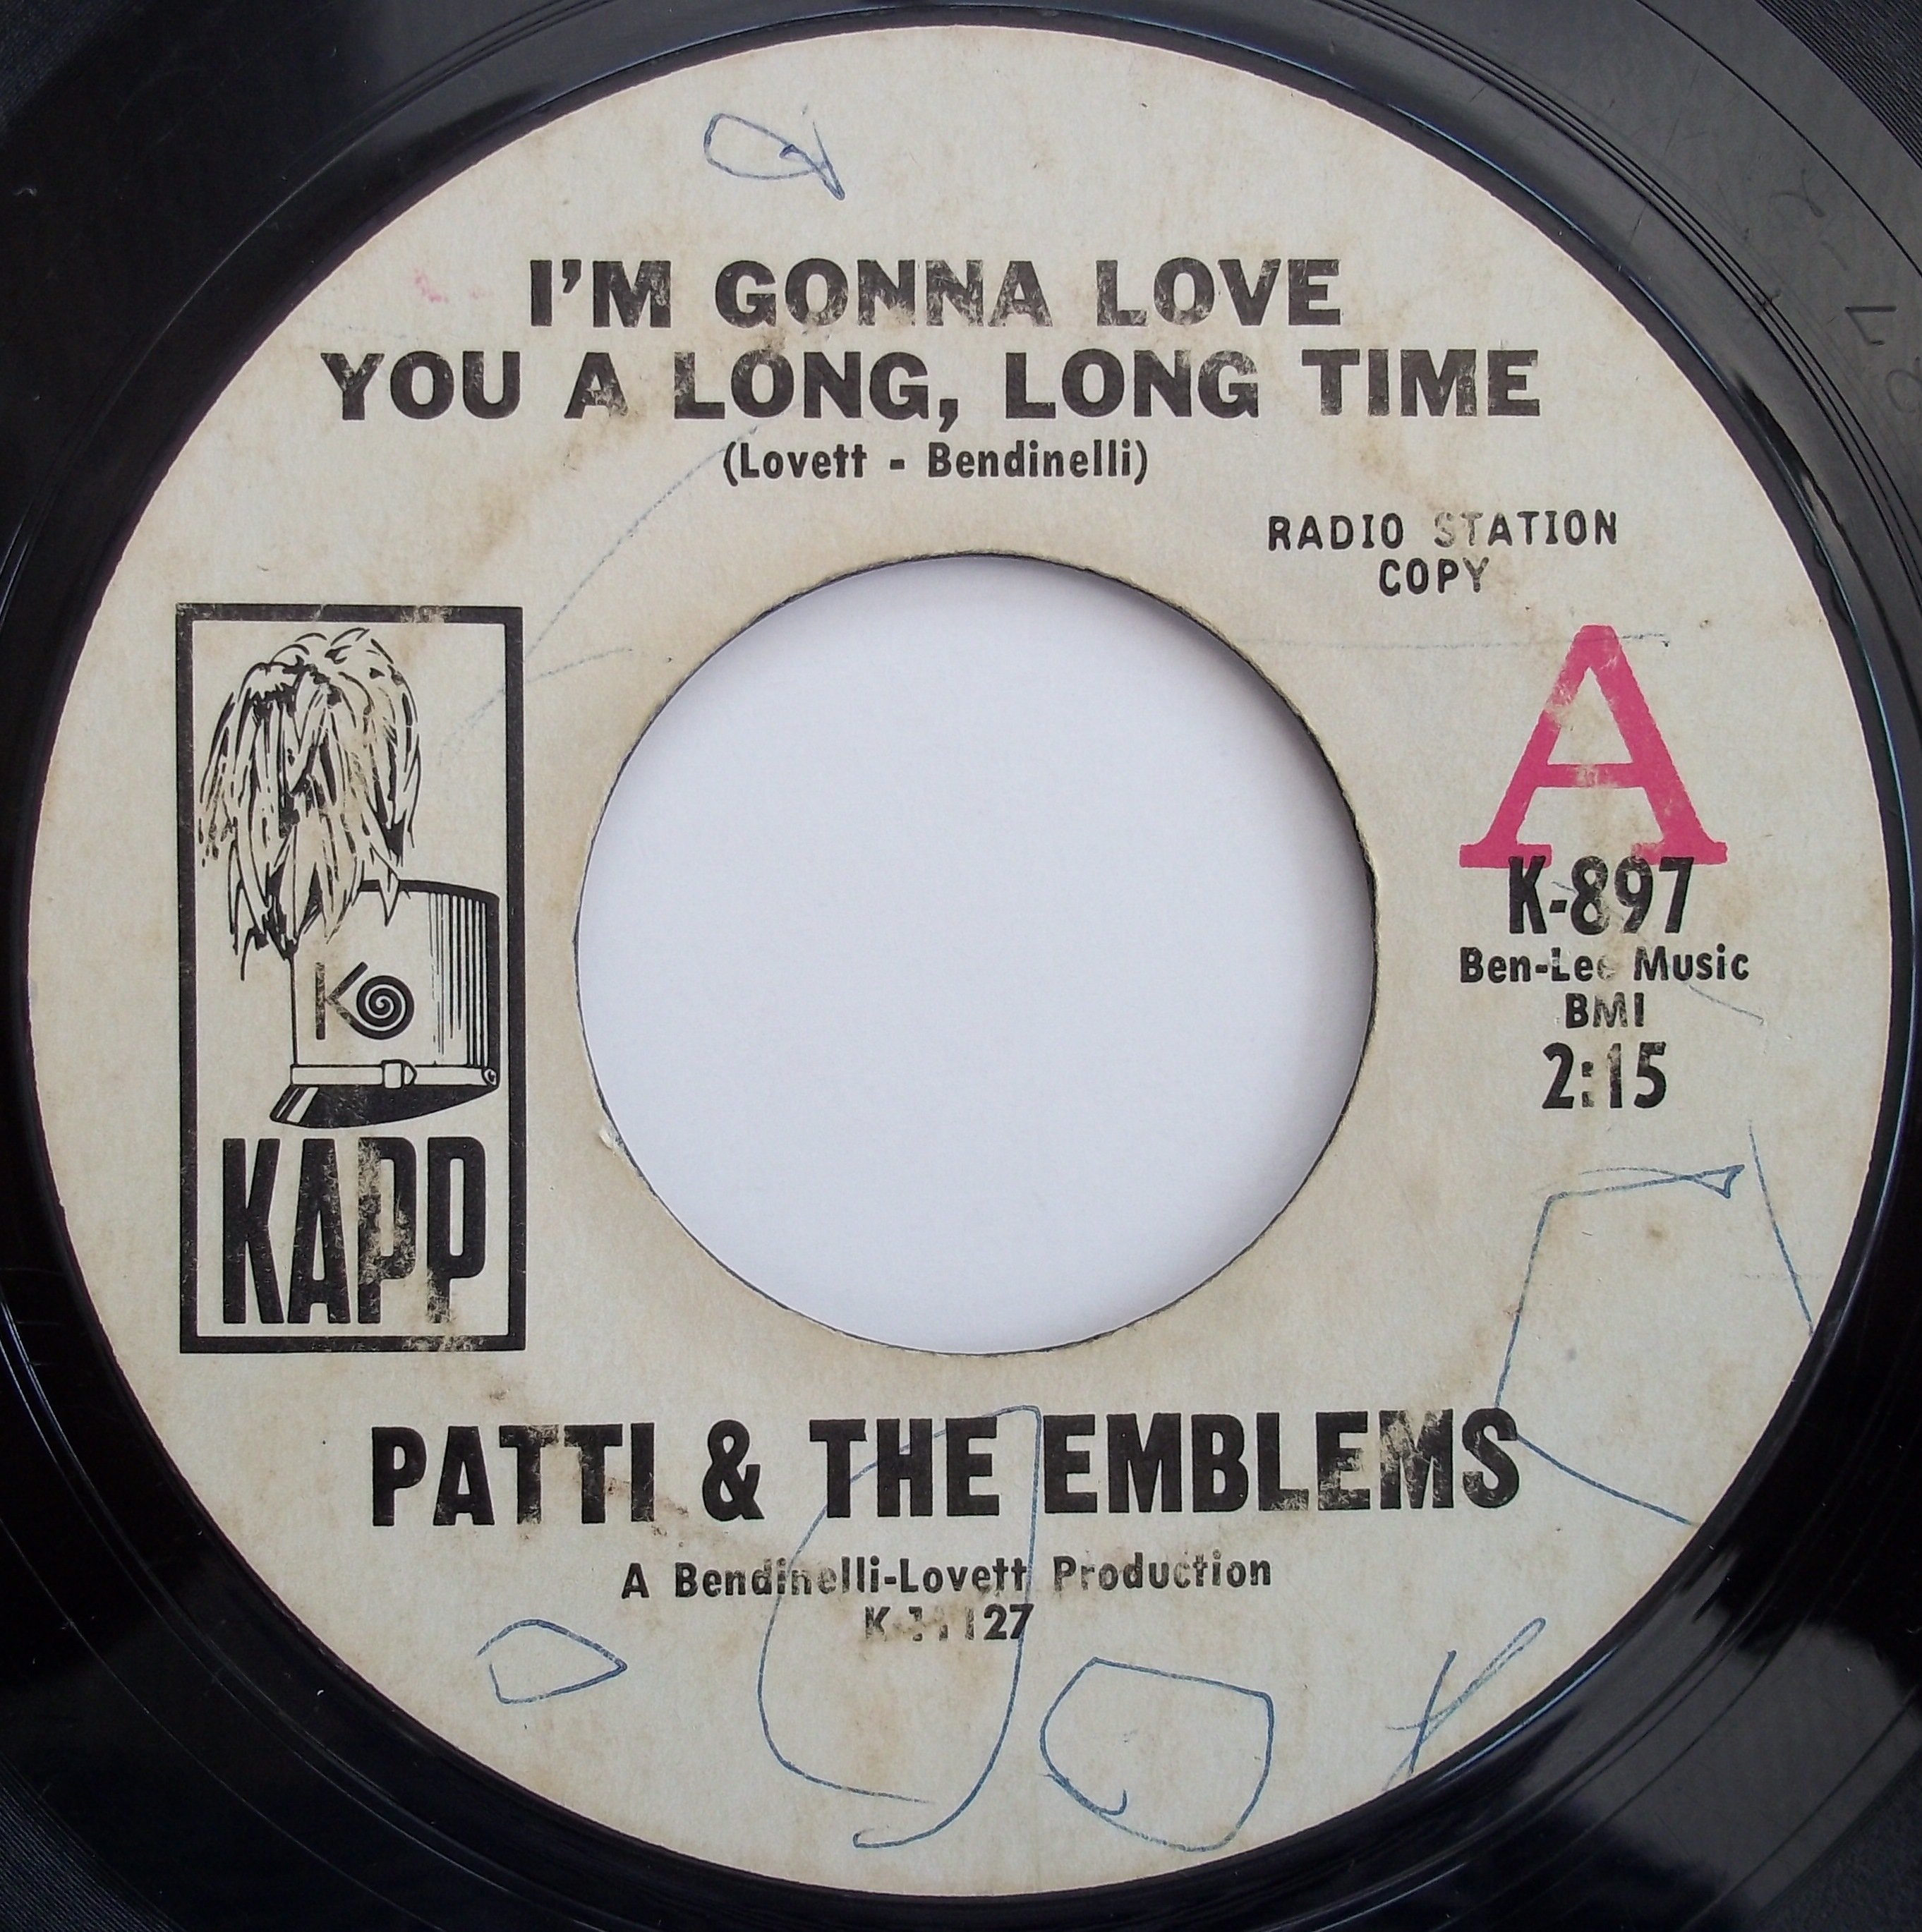 I'M GONNA LOVE
YOU A LONG, LONG TIME
(Lovett - Bendinelli)
RADIO STATION
COPY
A
K-897
Ben-Lee Music
BMI
2:15
K
KAPP
PATTI & THE EMBLEMS
A Bendinelli-Lovett Production